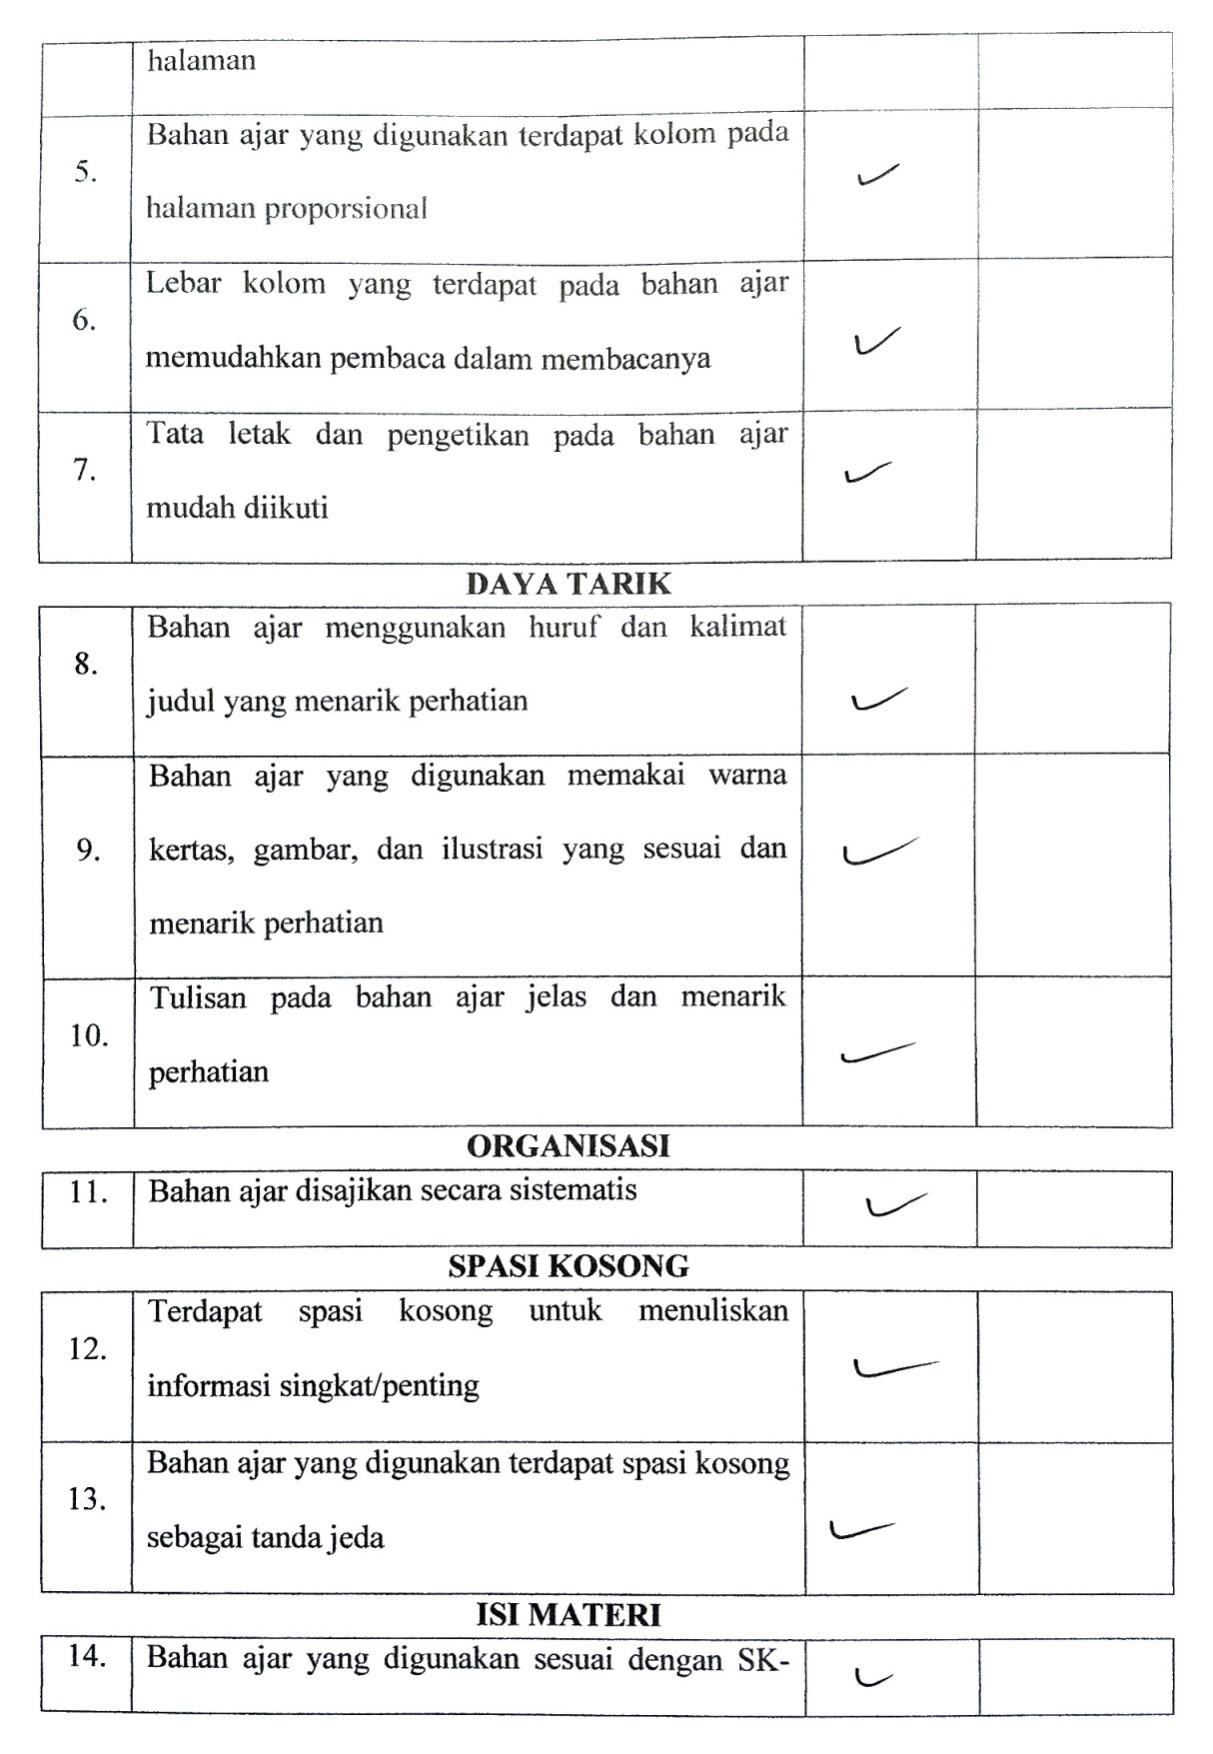 halaman
5.
Bahan ajar yang digunakan terdapat kolom pada
halaman proporsional
✓
6.
Lebar kolom yang terdapat pada bahan ajar
memudahkan pembaca dalam membacanya
✓
7.
Tata letak dan pengetikan pada bahan ajar
mudah diikuti
✓
DAYA TARIK
8.
Bahan ajar menggunakan huruf dan kalimat
judul yang menarik perhatian
✓
9.
Bahan ajar yang digunakan memakai warna
kertas, gambar, dan ilustrasi yang sesuai dan
menarik perhatian
✓
10.
Tulisan pada bahan ajar jelas dan menarik
perhatian
✓
ORGANISASI
11. Bahan ajar disajikan secara sistematis ✓
SPASI KOSONG
12.
Terdapat spasi kosong untuk menuliskan
informasi singkat/penting
✓
13.
Bahan ajar yang digunakan terdapat spasi kosong
sebagai tanda jeda
✓
ISI MATERI
14. Bahan ajar yang digunakan sesuai dengan SK- ✓